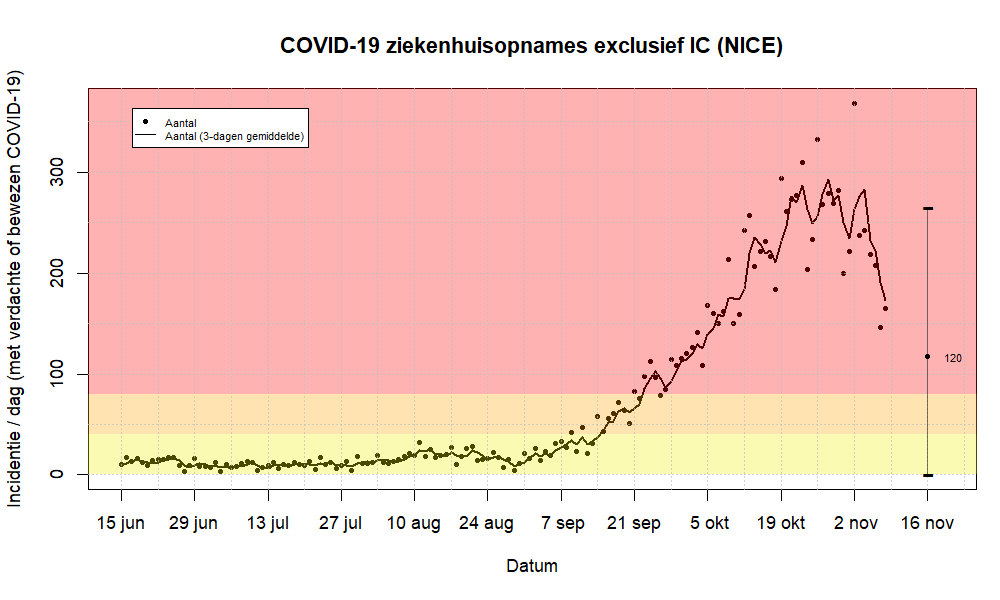 COVID-19 ziekenhuisopnames exclusief IC (NICE)
Incidentie / dag (met verdachte of bewezen COVID-19)
Aantal
Aantal (3-dagen gemiddelde)
300
200
100
0
120
15 jun 29 jun 13 jul 27 jul 10 aug 24 aug 7 sep 21 sep 5 okt 19 okt 2 nov 16 nov
Datum